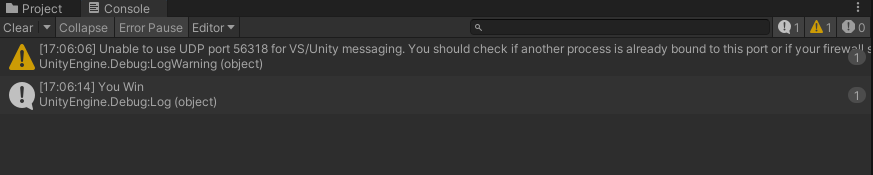 Project Console
Clear Collapse Error Pause Editor 1 1 0
[17:06:06] Unable to use UDP port 56318 for VS/Unity messaging. You should check if another process is already bound to this port or if your firewall s
UnityEngine.Debug:LogWarning (object)
1
[17:06:14] You Win
UnityEngine.Debug:Log (object)
1